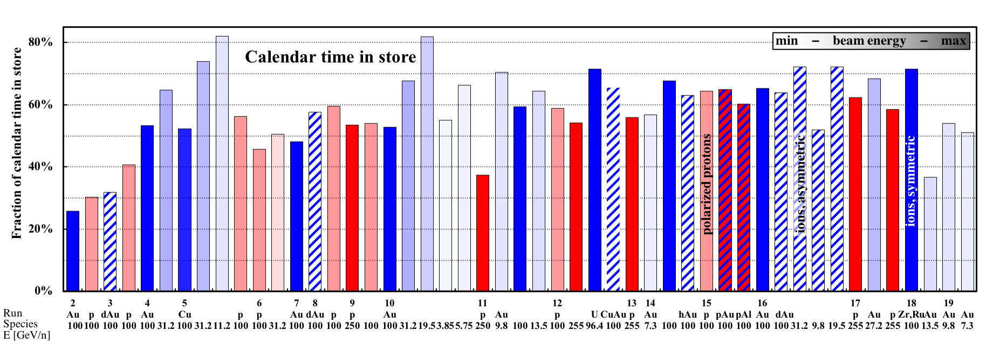 min – beam energy – max
Calendar time in store
Fraction of calendar time in store
80%
60%
40%
20%
0%
polarized protons
ions, asymmetric
ions, symmetric
2 3 4 5 6 7 8 9 10 11 12 13 14 15 16 17 18 19
Run
Au p dAu p Au Cu p p Au dAu p p Au p Au p U CuAu p Au hAu p pAu pAl Au dAu p Au p Zr,Ru Au Au Au
Species
100 100 100 100 100 31.2 100 31.2 11.2 100 100 31.2 100 100 100 250 100 100 31.2 19.5 3.85 5.75 250 9.8 100 13.5 100 255 96.4 100 255 7.3 100 100 100 100 100 100 100 31.2 9.8 19.5 255 27.2 255 100 13.5 9.8 7.3
E [GeV/n]